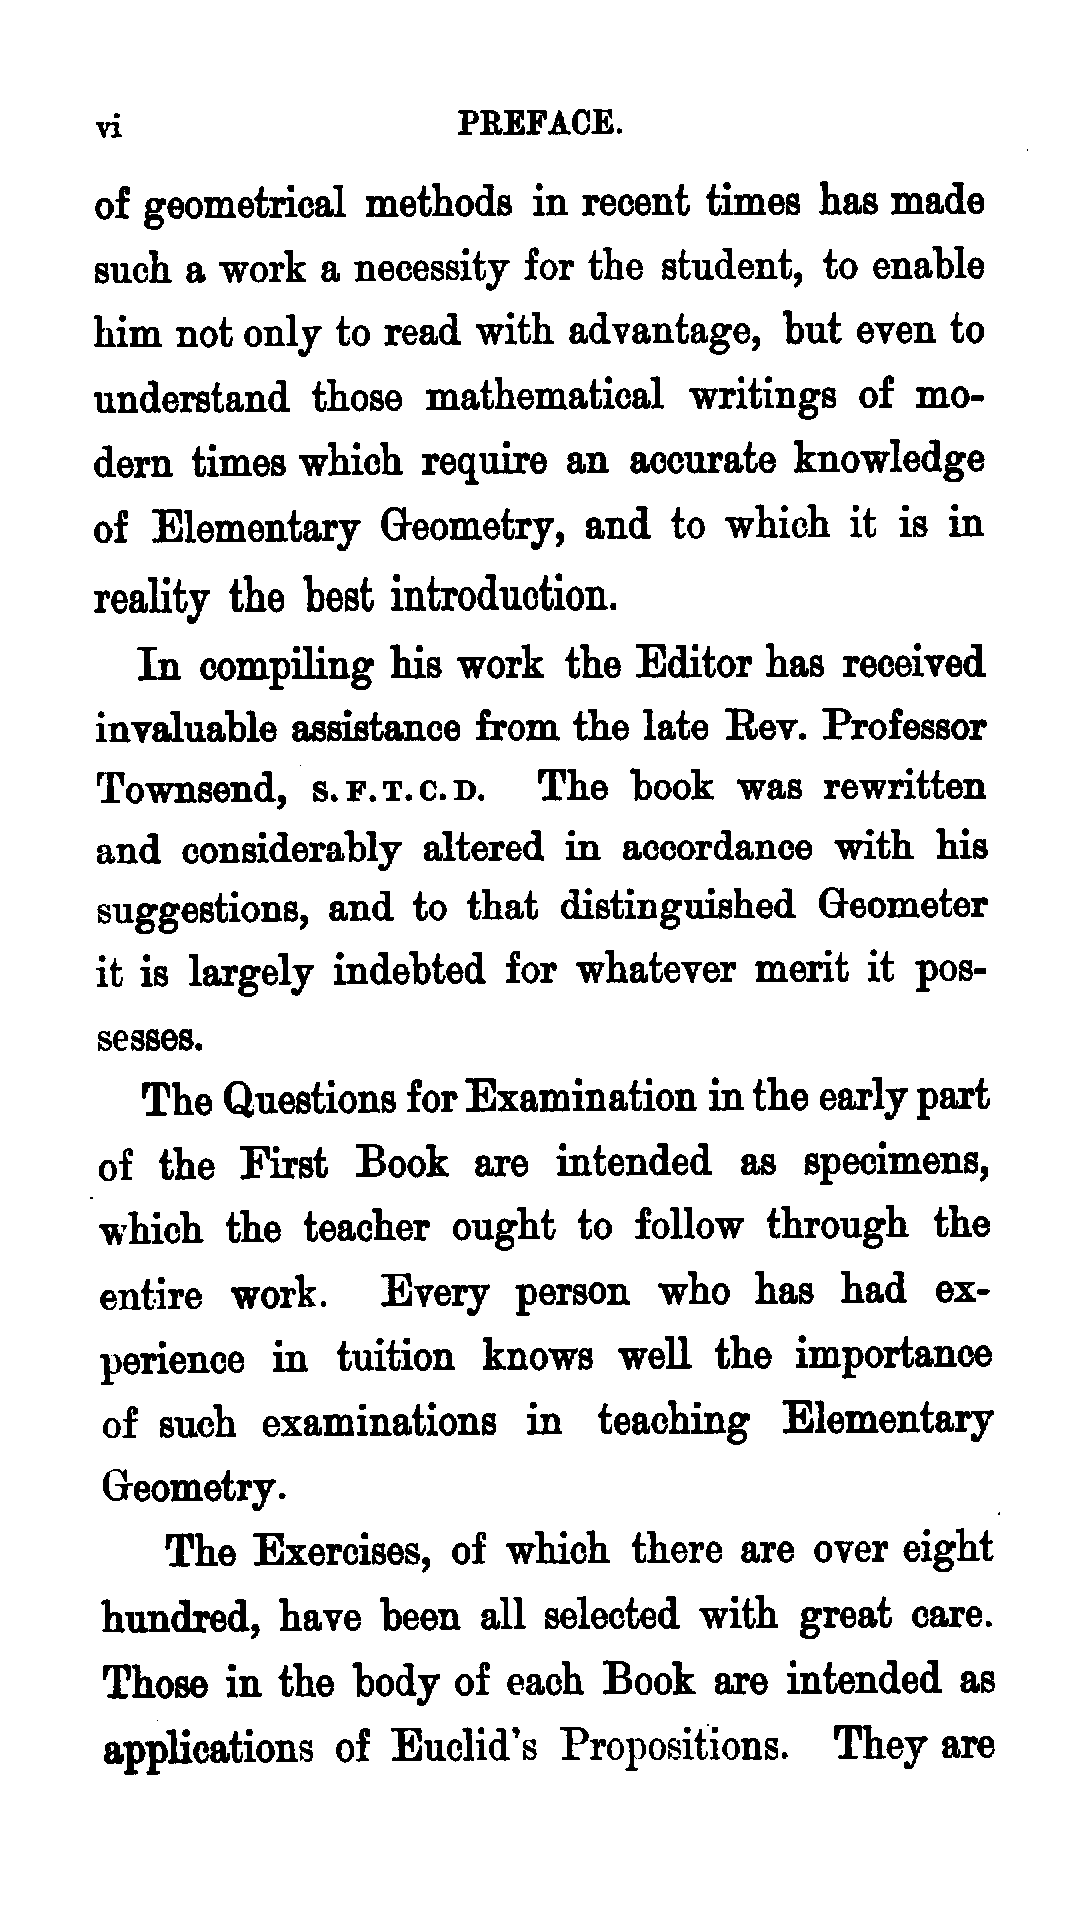 vi PREFACE.
of geometrical methods in recent times has made
such a work a necessity for the student, to enable
him not only to read with advantage, but even to
understand those mathematical writings of mo-
dern times which require an accurate knowledge
of Elementary Geometry, and to which it is in
reality the best introduction.
In compiling his work the Editor has received
invaluable assistance from the late Rev. Professor
Townsend, S.F.T.C.D. The book was rewritten
and considerably altered in accordance with his
suggestions, and to that distinguished Geometer
it is largely indebted for whatever merit it pos-
sesses.
The Questions for Examination in the early part
of the First Book are intended as specimens,
which the teacher ought to follow through the
entire work. Every person who has had ex-
perience in tuition knows well the importance
of such examinations in teaching Elementary
Geometry.
The Exercises, of which there are over eight
hundred, have been all selected with great care.
Those in the body of each Book are intended as
applications of Euclid's Propositions. They are